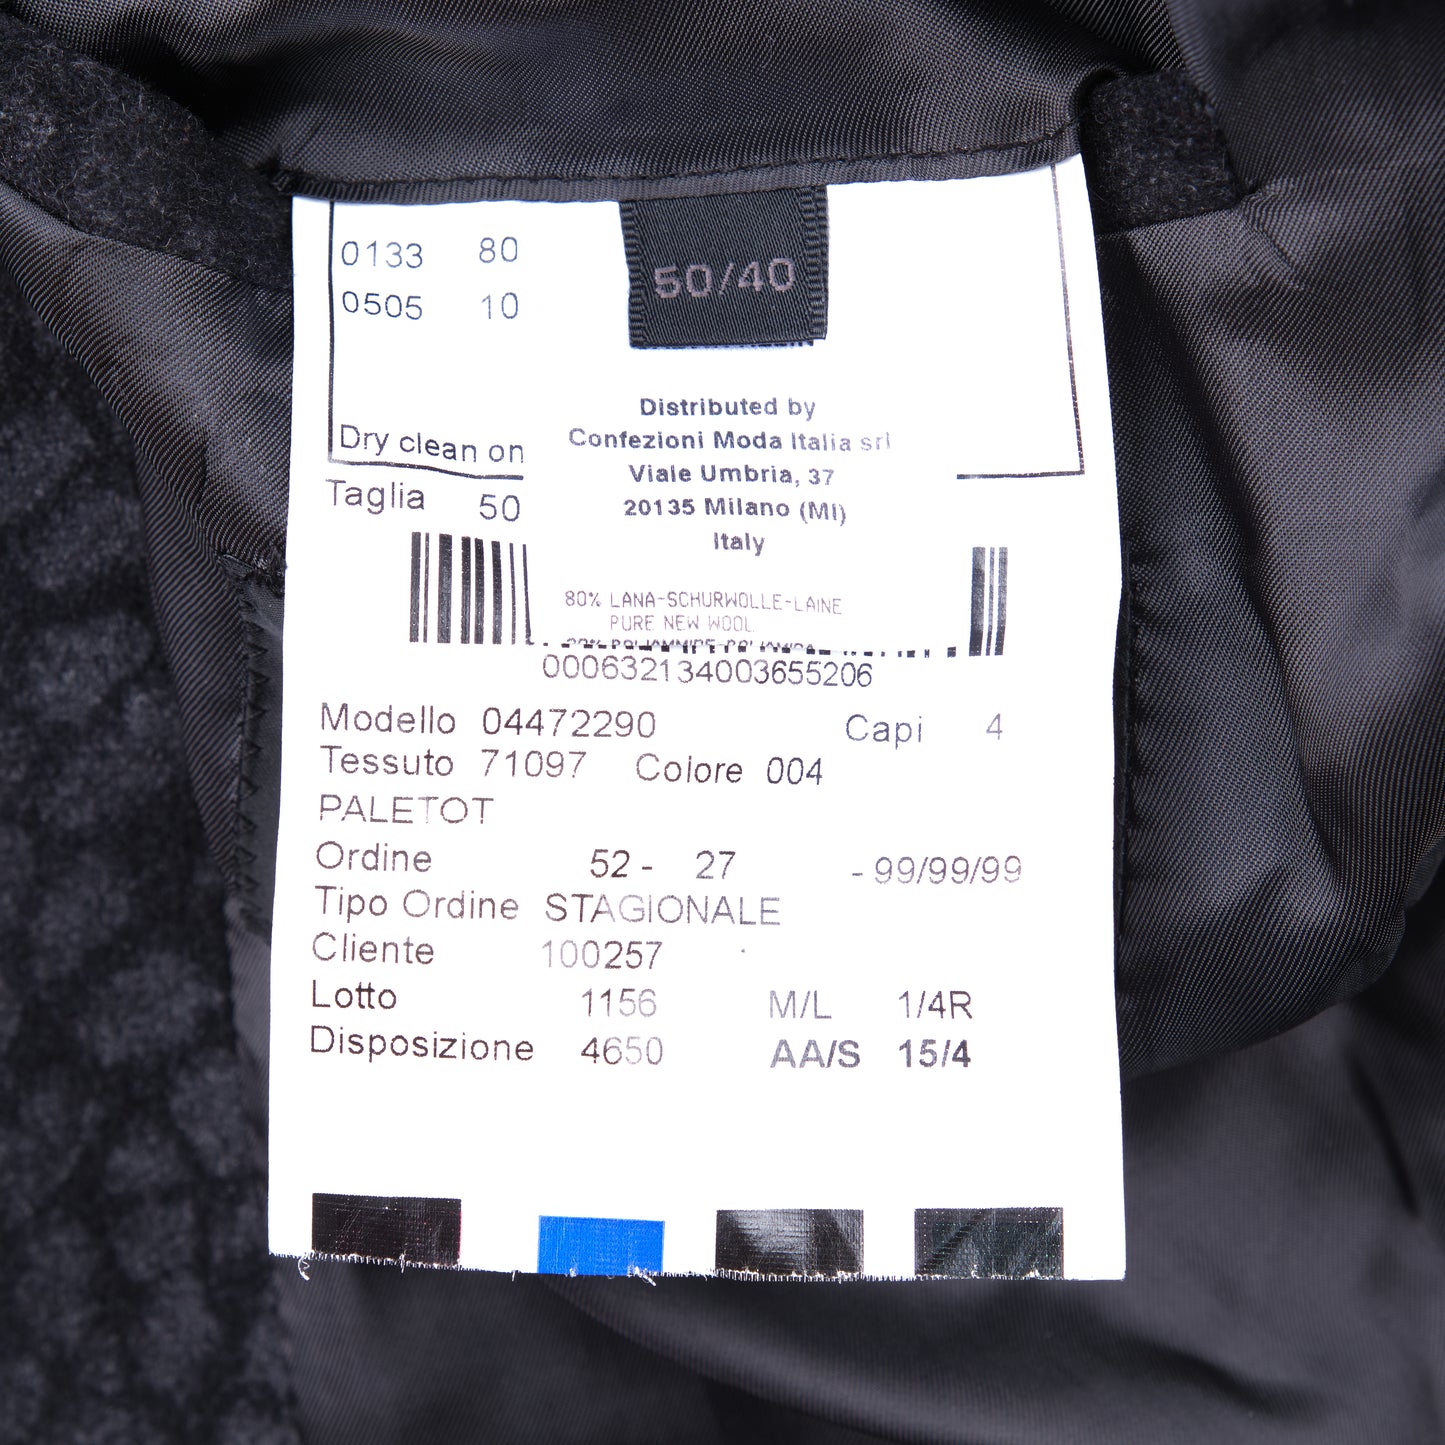 0133 80
50/40
0505 10
Distributed by
Dry clean on
Confezioni Moda Italia srl
Viale Umbria, 37
Taglia 50
20135 Milano (MI)
Italy
80% LANA-SCHURWOLLE-LAINE
PURE NEW WOOL
000632134003655206
Modello 04472290 Capi 4
Tessuto 71097 Colore 004
PALETOT
Ordine 52 - 27 - 99/99/99
Tipo Ordine STAGIONALE
Cliente 100257
Lotto 1156 M/L 1/4R
Disposizione 4650 AA/S 15/4